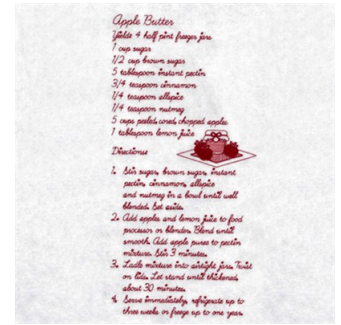 Apple Butter
Yields 4 half pint freezer jars
1 cup sugar
1/2 cup brown sugar
5 tablespoon instant pectin
3/4 teaspoon cinnamon
1/4 teaspoon allspice
1/4 teaspoon nutmeg
5 cups peeled, cored, chopped apples
1 tablespoon lemon juice
Directions:
1. Stir sugar, brown sugar, instant
pectin, cinnamon, allspice
and nutmeg in a bowl until well
blended. Set aside.
2. Add apples and lemon juice to food
processor or blender. Blend until
smooth. Add apple puree to pectin
mixture. Stir 3 minutes.
3. Ladle mixture into airtight jars. Twist
on lids. Let stand until thickened
about 30 minutes.
4. Serve immediately, refrigerate up to
three weeks or freeze up to one year.